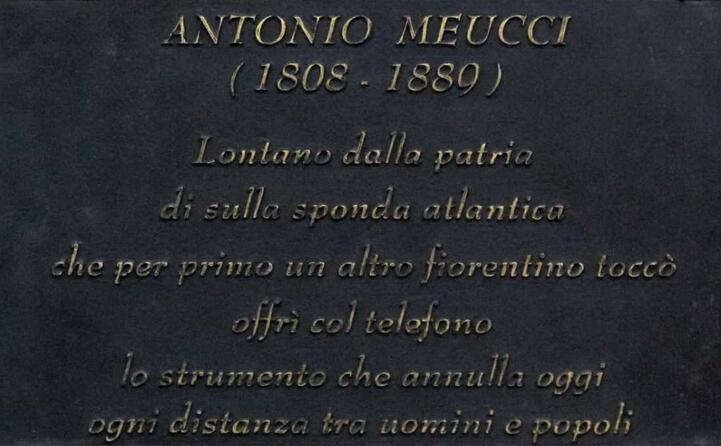 ANTONIO MEUCCI
( 1808 - 1889 )
Lontano dalla patria
di sulla sponda atlantica
che per primo un altro fiorentino toccò
offrì col telefono
lo strumento che annulla oggi
ogni distanza tra uomini e popoli